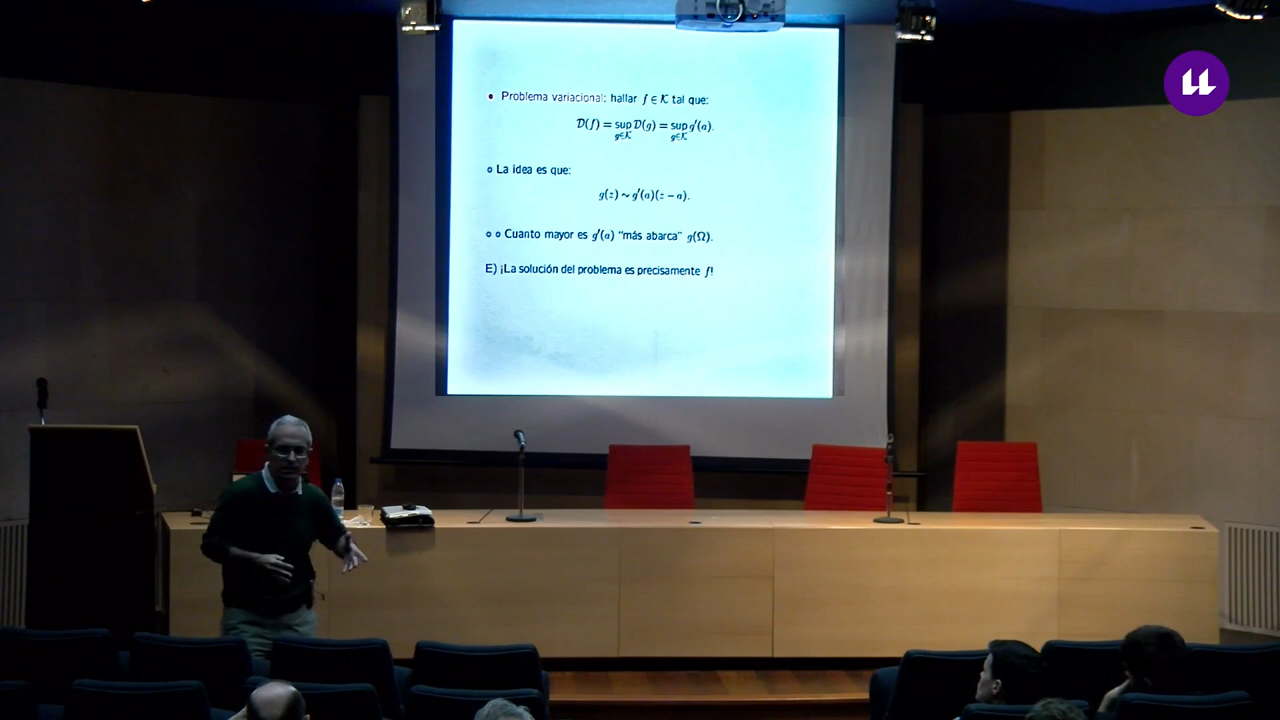 • Problema variacional: hallar f ∈ K tal que:
D(f) = sup D(g) = sup g′(a).
g∈K g∈K
∘ La idea es que:
g(z) ∼ g′(a)(z − a).
∘ ∘ Cuanto mayor es g′(a) “más abarca” g(Ω).
E) ¡La solución del problema es precisamente f!